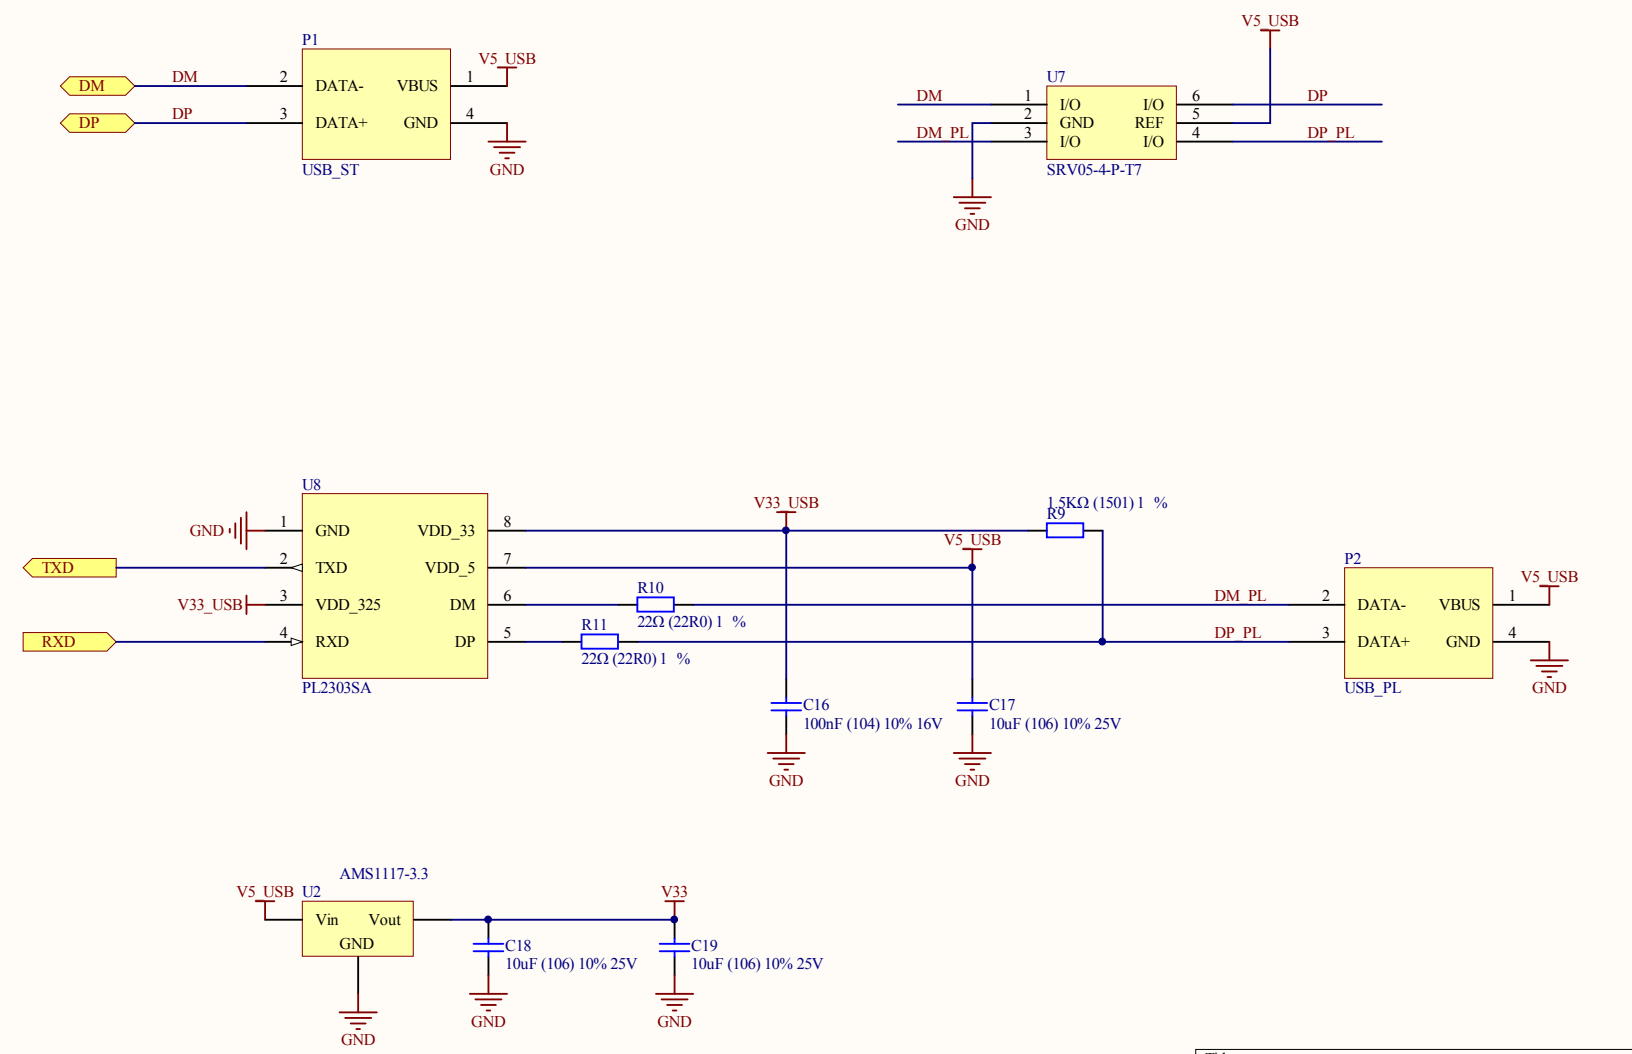 P1
DM
DM
2
DATA-
VBUS
1
V5_USB
DP
DP
3
DATA+
GND
4
USB_ST
GND
V5_USB
U7
DM
1
I/O
I/O
6
DP
2
GND
REF
5
DM_PL
3
I/O
I/O
4
DP_PL
SRV05-4-P-T7
GND
U8
GND
1
GND
VDD_33
8
V33_USB
1.5KΩ (1501) 1 %
R9
TXD
2
TXD
VDD_5
7
V5_USB
V33_USB
3
VDD_325
DM
6
R10
22Ω (22R0) 1 %
RXD
4
RXD
DP
5
R11
22Ω (22R0) 1 %
PL2303SA
C16
100nF (104) 10% 16V
GND
C17
10uF (106) 10% 25V
GND
P2
DM_PL
2
DATA-
VBUS
1
V5_USB
DP_PL
3
DATA+
GND
4
USB_PL
GND
AMS1117-3.3
V5_USB
U2
Vin
Vout
GND
GND
V33
C18
10uF (106) 10% 25V
GND
C19
10uF (106) 10% 25V
GND